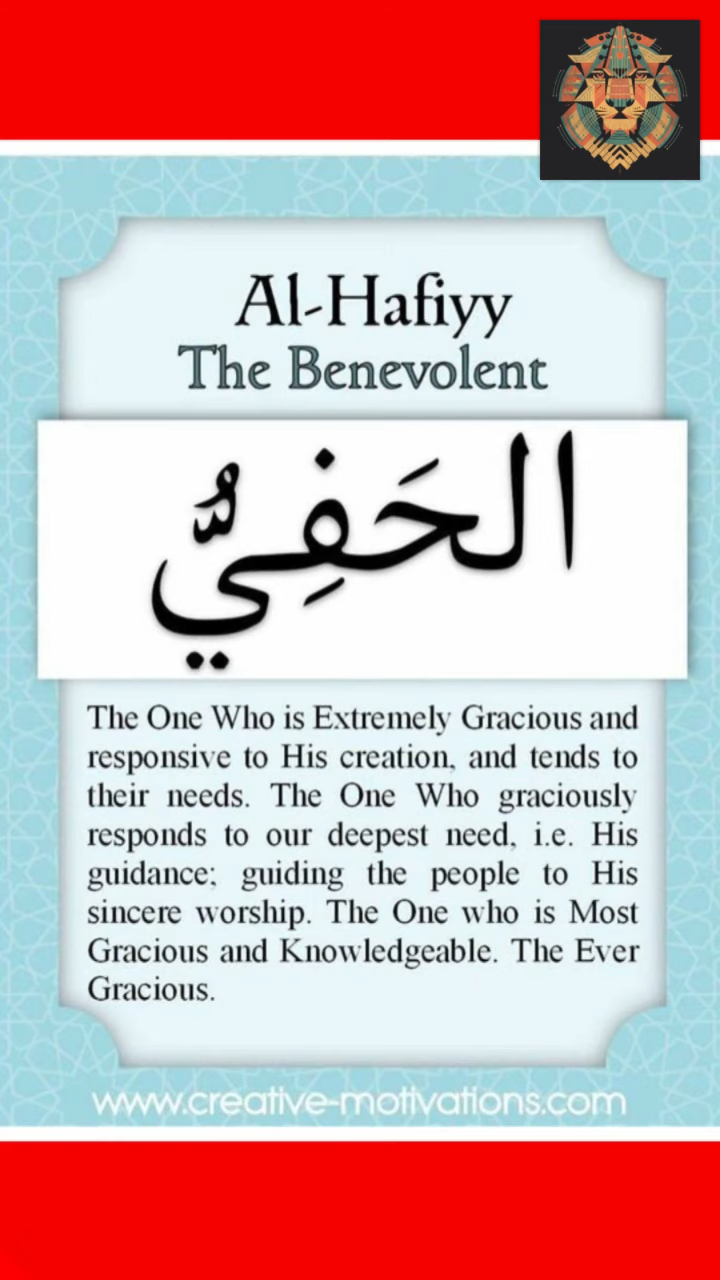 Al-Hafiyy
The Benevolent
الحَفِيُّ
The One Who is Extremely Gracious and
responsive to His creation, and tends to
their needs. The One Who graciously
responds to our deepest need, i.e. His
guidance; guiding the people to His
sincere worship. The One who is Most
Gracious and Knowledgeable. The Ever
Gracious.
www.creative-motivations.com